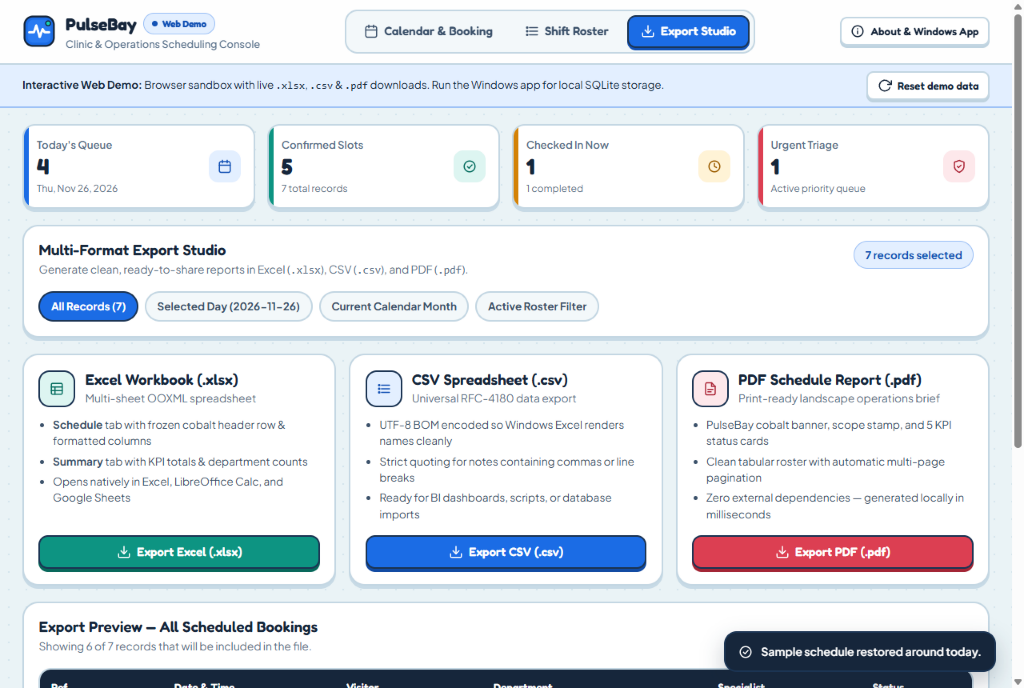 PulseBay
Web Demo
Clinic & Operations Scheduling Console
Calendar & Booking
Shift Roster
Export Studio
About & Windows App
Interactive Web Demo: Browser sandbox with live .xlsx, .csv & .pdf downloads. Run the Windows app for local SQLite storage.
Reset demo data
Today's Queue
4
Thu, Nov 26, 2026
Confirmed Slots
5
7 total records
Checked In Now
1
1 completed
Urgent Triage
1
Active priority queue
Multi-Format Export Studio
Generate clean, ready-to-share reports in Excel (.xlsx), CSV (.csv), and PDF (.pdf).
7 records selected
All Records (7)
Selected Day (2026-11-26)
Current Calendar Month
Active Roster Filter
Excel Workbook (.xlsx)
Multi-sheet OOXML spreadsheet
• Schedule tab with frozen cobalt header row &
formatted columns
• Summary tab with KPI totals & department counts
• Opens natively in Excel, LibreOffice Calc, and
Google Sheets
Export Excel (.xlsx)
CSV Spreadsheet (.csv)
Universal RFC-4180 data export
• UTF-8 BOM encoded so Windows Excel renders
names cleanly
• Strict quoting for notes containing commas or line
breaks
• Ready for BI dashboards, scripts, or database
imports
Export CSV (.csv)
PDF Schedule Report (.pdf)
Print-ready landscape operations brief
• PulseBay cobalt banner, scope stamp, and 5 KPI
status cards
• Clean tabular roster with automatic multi-page
pagination
• Zero external dependencies — generated locally in
milliseconds
Export PDF (.pdf)
Export Preview — All Scheduled Bookings
Showing 6 of 7 records that will be included in the file.
Sample schedule restored around today.
Ref
Date & Time
Visitor
Department
Specialist
Status